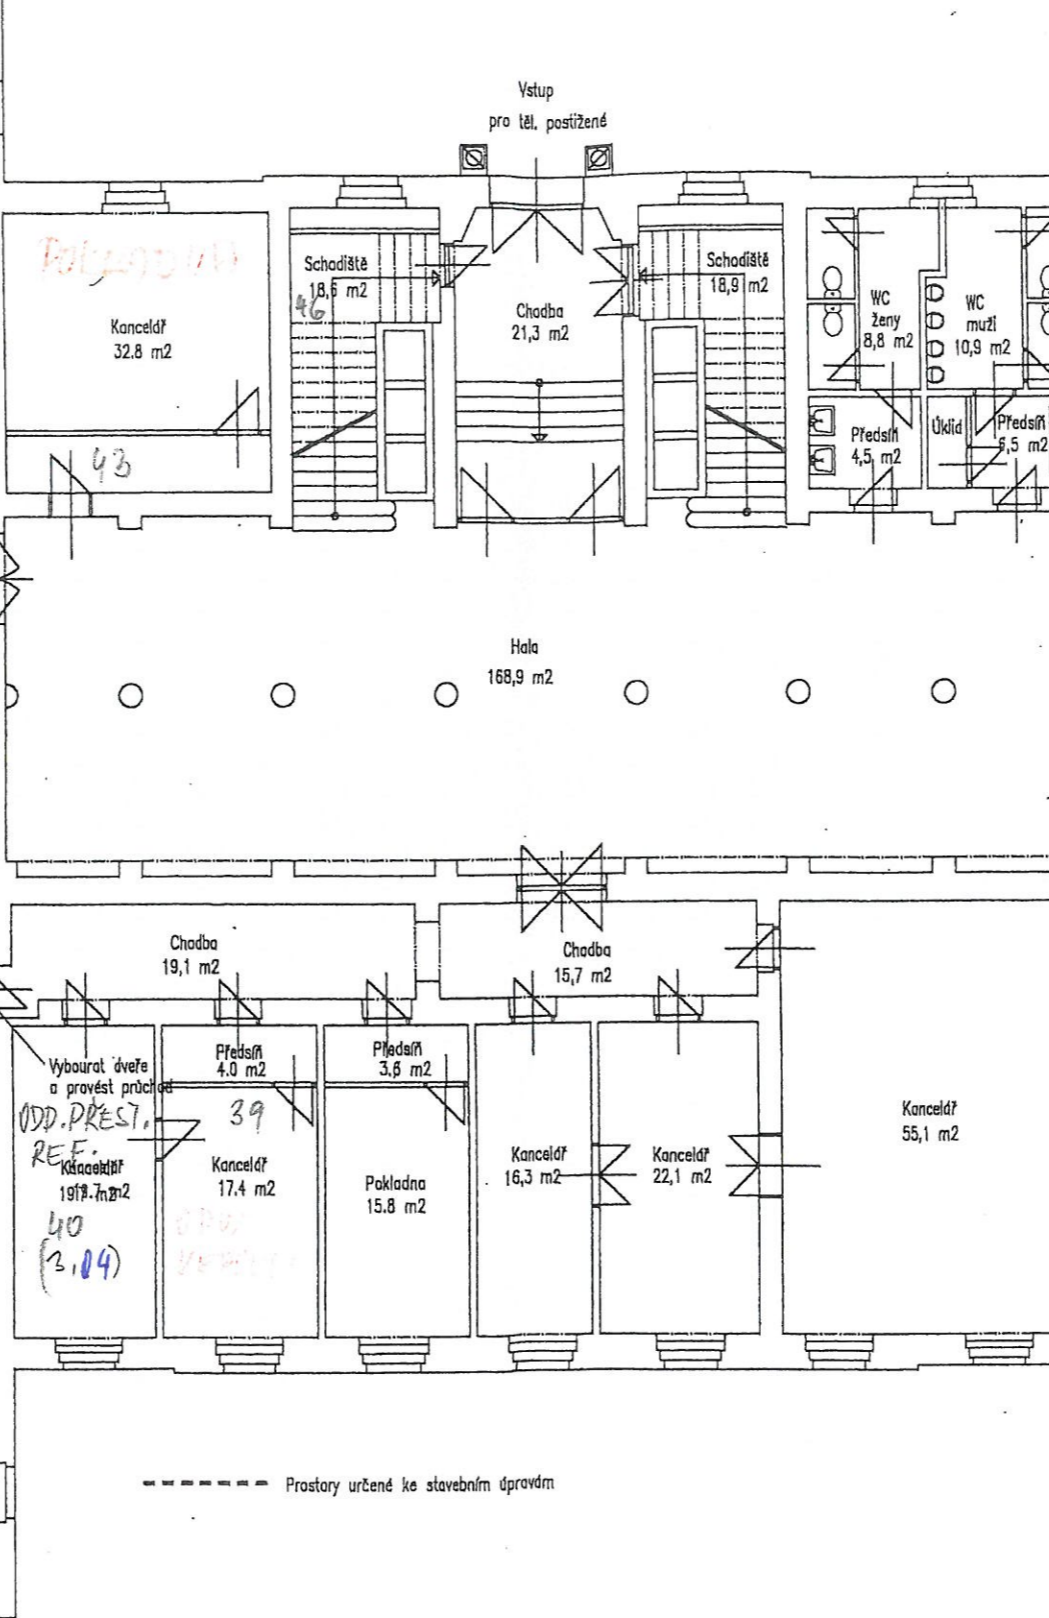 Vstup
pro těl. postižené
Kancelář
32.8 m2
43
Schodiště
18,6 m2
46
Chodba
21,3 m2
Schodiště
18,9 m2
WC
ženy
8,8 m2
WC
muži
10,9 m2
Předsíň
4,5 m2
Úklid
Předsíň
6,5 m2
Hala
168,9 m2
Chodba
19,1 m2
Chodba
15,7 m2
Vybourat dveře
a provést průchod
ODD.PŘEST.
REF.
Kancelář
40
(3.14)
Předsíň
4.0 m2
39
Kancelář
17.4 m2
Předsíň
3,6 m2
Pokladna
15.8 m2
Kancelář
16,3 m2
Kancelář
22,1 m2
Kancelář
55,1 m2
Prostory určené ke stavebním úpravám